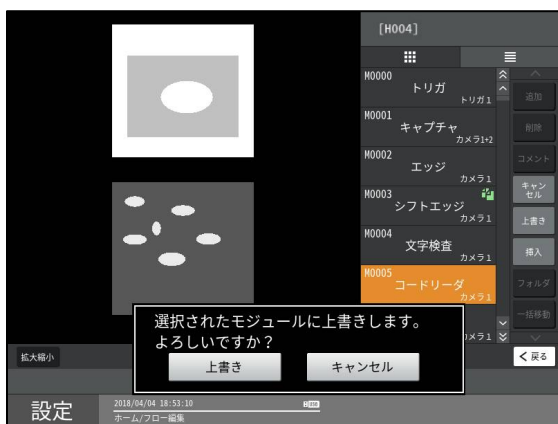 [H004]
M0000
トリガ
トリガ1
追加
M0001
キャプチャ
カメラ1+2
削除
M0002
エッジ
カメラ1
コメント
M0003
シフトエッジ
カメラ1
キャン
セル
上書き
M0004
文字検査
カメラ1
挿入
M0005
コードリーダ
カメラ1
フォルダ
一括移動
カメラ1
選択されたモジュールに上書きします。
よろしいですか？
上書き
キャンセル
拡大縮小
戻る
設定
2018/04/04 18:53:10
ホーム/フロー編集